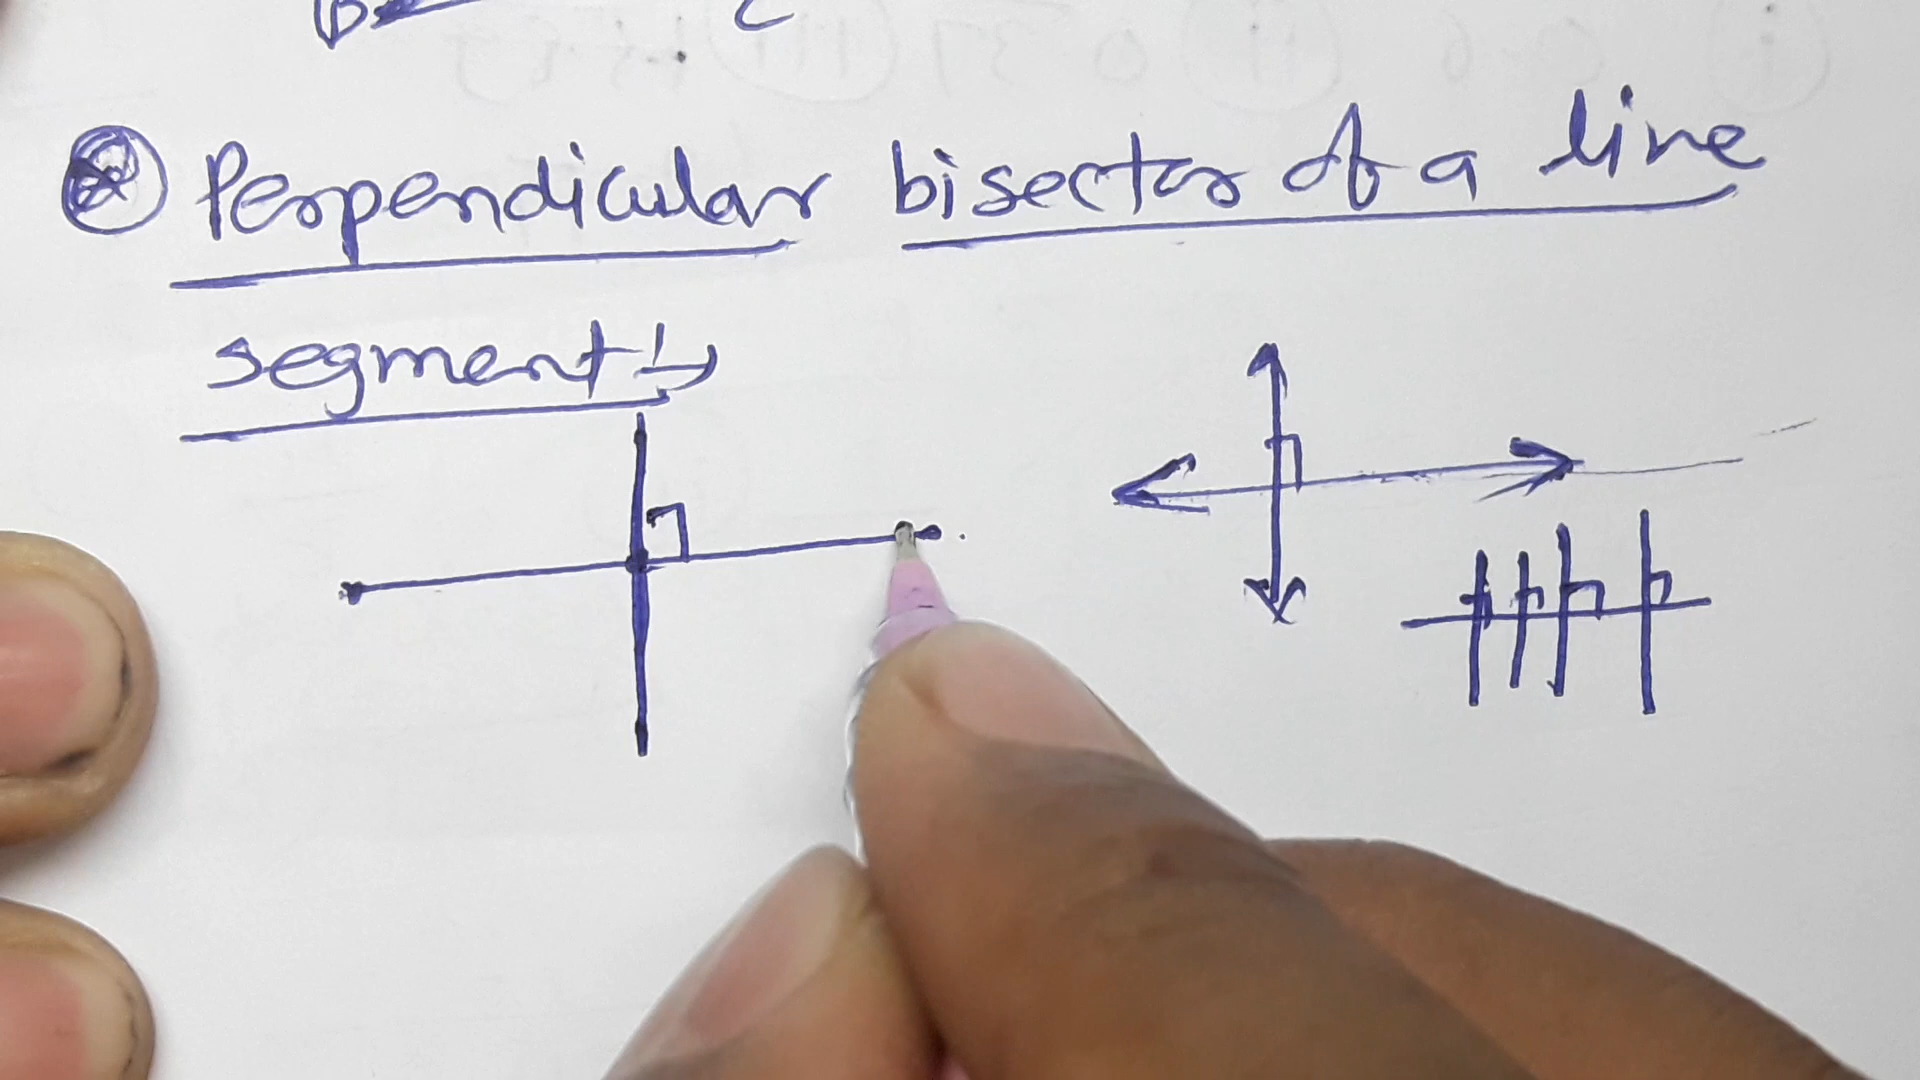 Perpendicular bisector of a line
segment :->